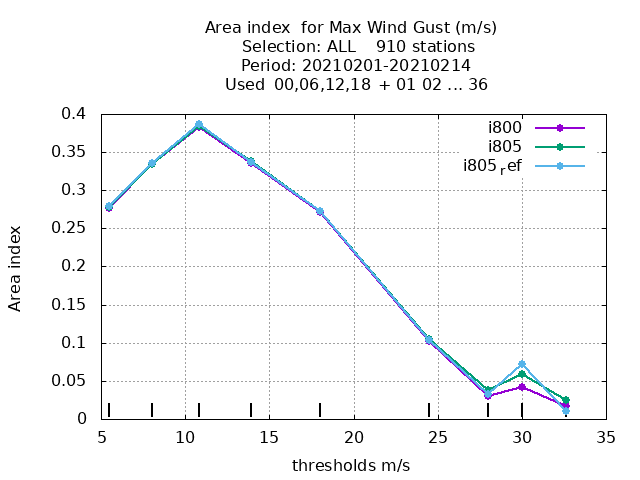 Area index  for Max Wind Gust (m/s)
Selection: ALL    910 stations
Period: 20210201-20210214
Used  00,06,12,18 + 01 02 ... 36
i800
i805
i805ref
0.4
0.35
0.3
0.25
0.2
0.15
0.1
0.05
0
Area index
5 10 15 20 25 30 35
thresholds m/s